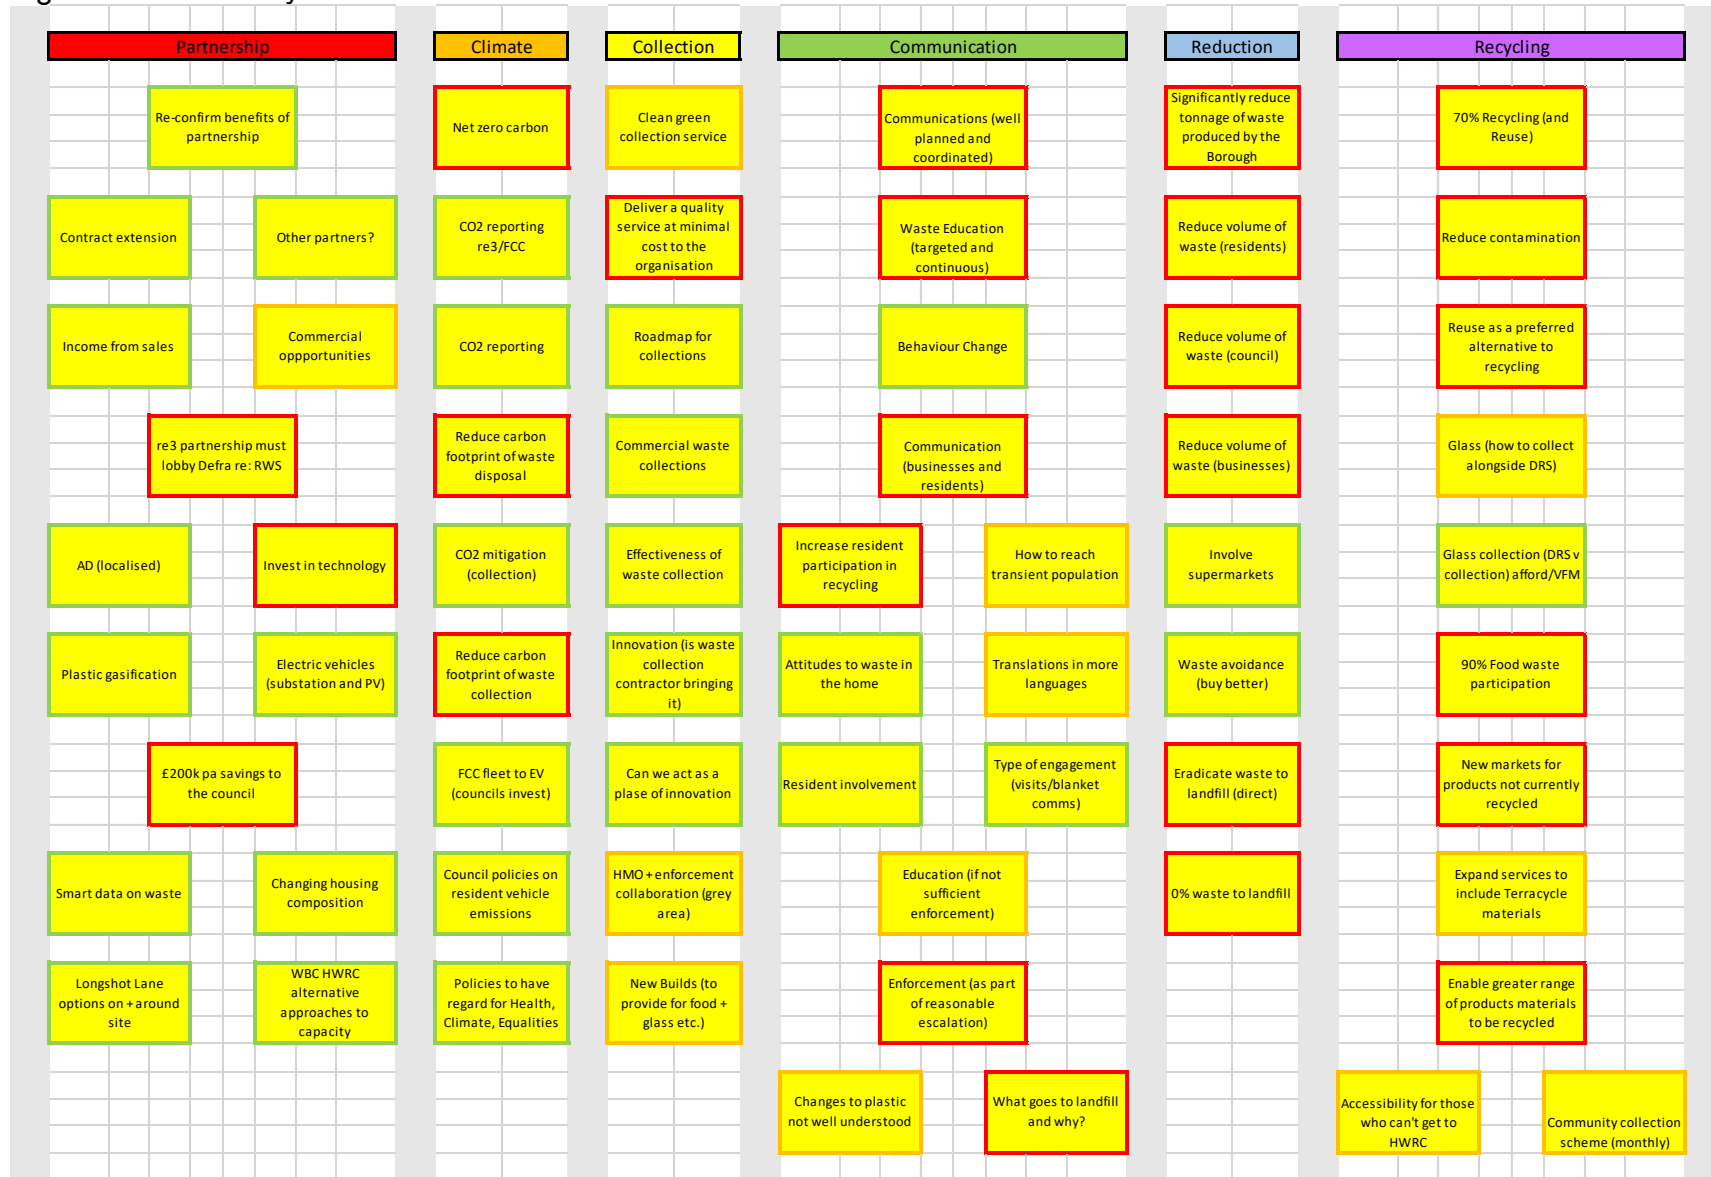 Partnership
Re-confirm benefits of
partnership
Contract extension
Other partners?
Income from sales
Commercial
oppportunities
re3 partnership must
lobby Defra re: RWS
AD (localised)
Invest in technology
Plastic gasification
Electric vehicles
(substation and PV)
£200k pa savings to
the council
Smart data on waste
Changing housing
composition
Longshot Lane
options on + around
site
WBC HWRC
alternative
approaches to
capacity
Climate
Net zero carbon
CO2 reporting
re3/FCC
CO2 reporting
Reduce carbon
footprint of waste
disposal
CO2 mitigation
(collection)
Reduce carbon
footprint of waste
collection
FCC fleet to EV
(councils invest)
Council policies on
resident vehicle
emissions
Policies to have
regard for Health,
Climate, Equalities
Collection
Clean green
collection service
Deliver a quality
service at minimal
cost to the
organisation
Roadmap for
collections
Commercial waste
collections
Effectiveness of
waste collection
Innovation (is waste
collection
contractor bringing
it)
Can we act as a
plase of innovation
HMO + enforcement
collaboration (grey
area)
New Builds (to
provide for food +
glass etc.)
Communication
Communications (well
planned and
coordinated)
Waste Education
(targeted and
continuous)
Behaviour Change
Communication
(businesses and
residents)
Increase resident
participation in
recycling
How to reach
transient population
Attitudes to waste in
the home
Translations in more
languages
Resident involvement
Type of engagement
(visits/blanket
comms)
Education (if not
sufficient
enforcement)
Enforcement (as part
of reasonable
escalation)
Changes to plastic
not well understood
What goes to landfill
and why?
Reduction
Significantly reduce
tonnage of waste
produced by the
Borough
Reduce volume of
waste (residents)
Reduce volume of
waste (council)
Reduce volume of
waste (businesses)
Involve
supermarkets
Waste avoidance
(buy better)
Eradicate waste to
landfill (direct)
0% waste to landfill
Recycling
70% Recycling (and
Reuse)
Reduce contamination
Reuse as a preferred
alternative to
recycling
Glass (how to collect
alongside DRS)
Glass collection (DRS v
collection) afford/VFM
90% Food waste
participation
New markets for
products not currently
recycled
Expand services to
include Terracycle
materials
Enable greater range
of products materials
to be recycled
Accessibility for those
who can't get to
HWRC
Community collection
scheme (monthly)